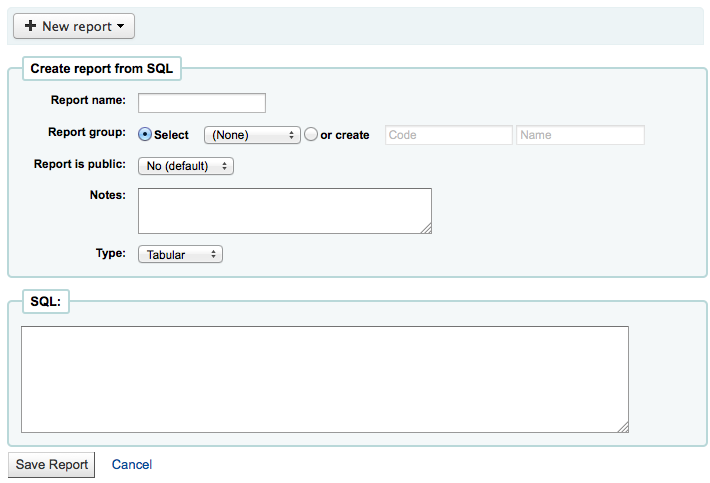 New report
Create report from SQL
Report name:
Report group: Select (None) or create Code Name
Report is public: No (default)
Notes:
Type: Tabular
SQL:
Save Report Cancel